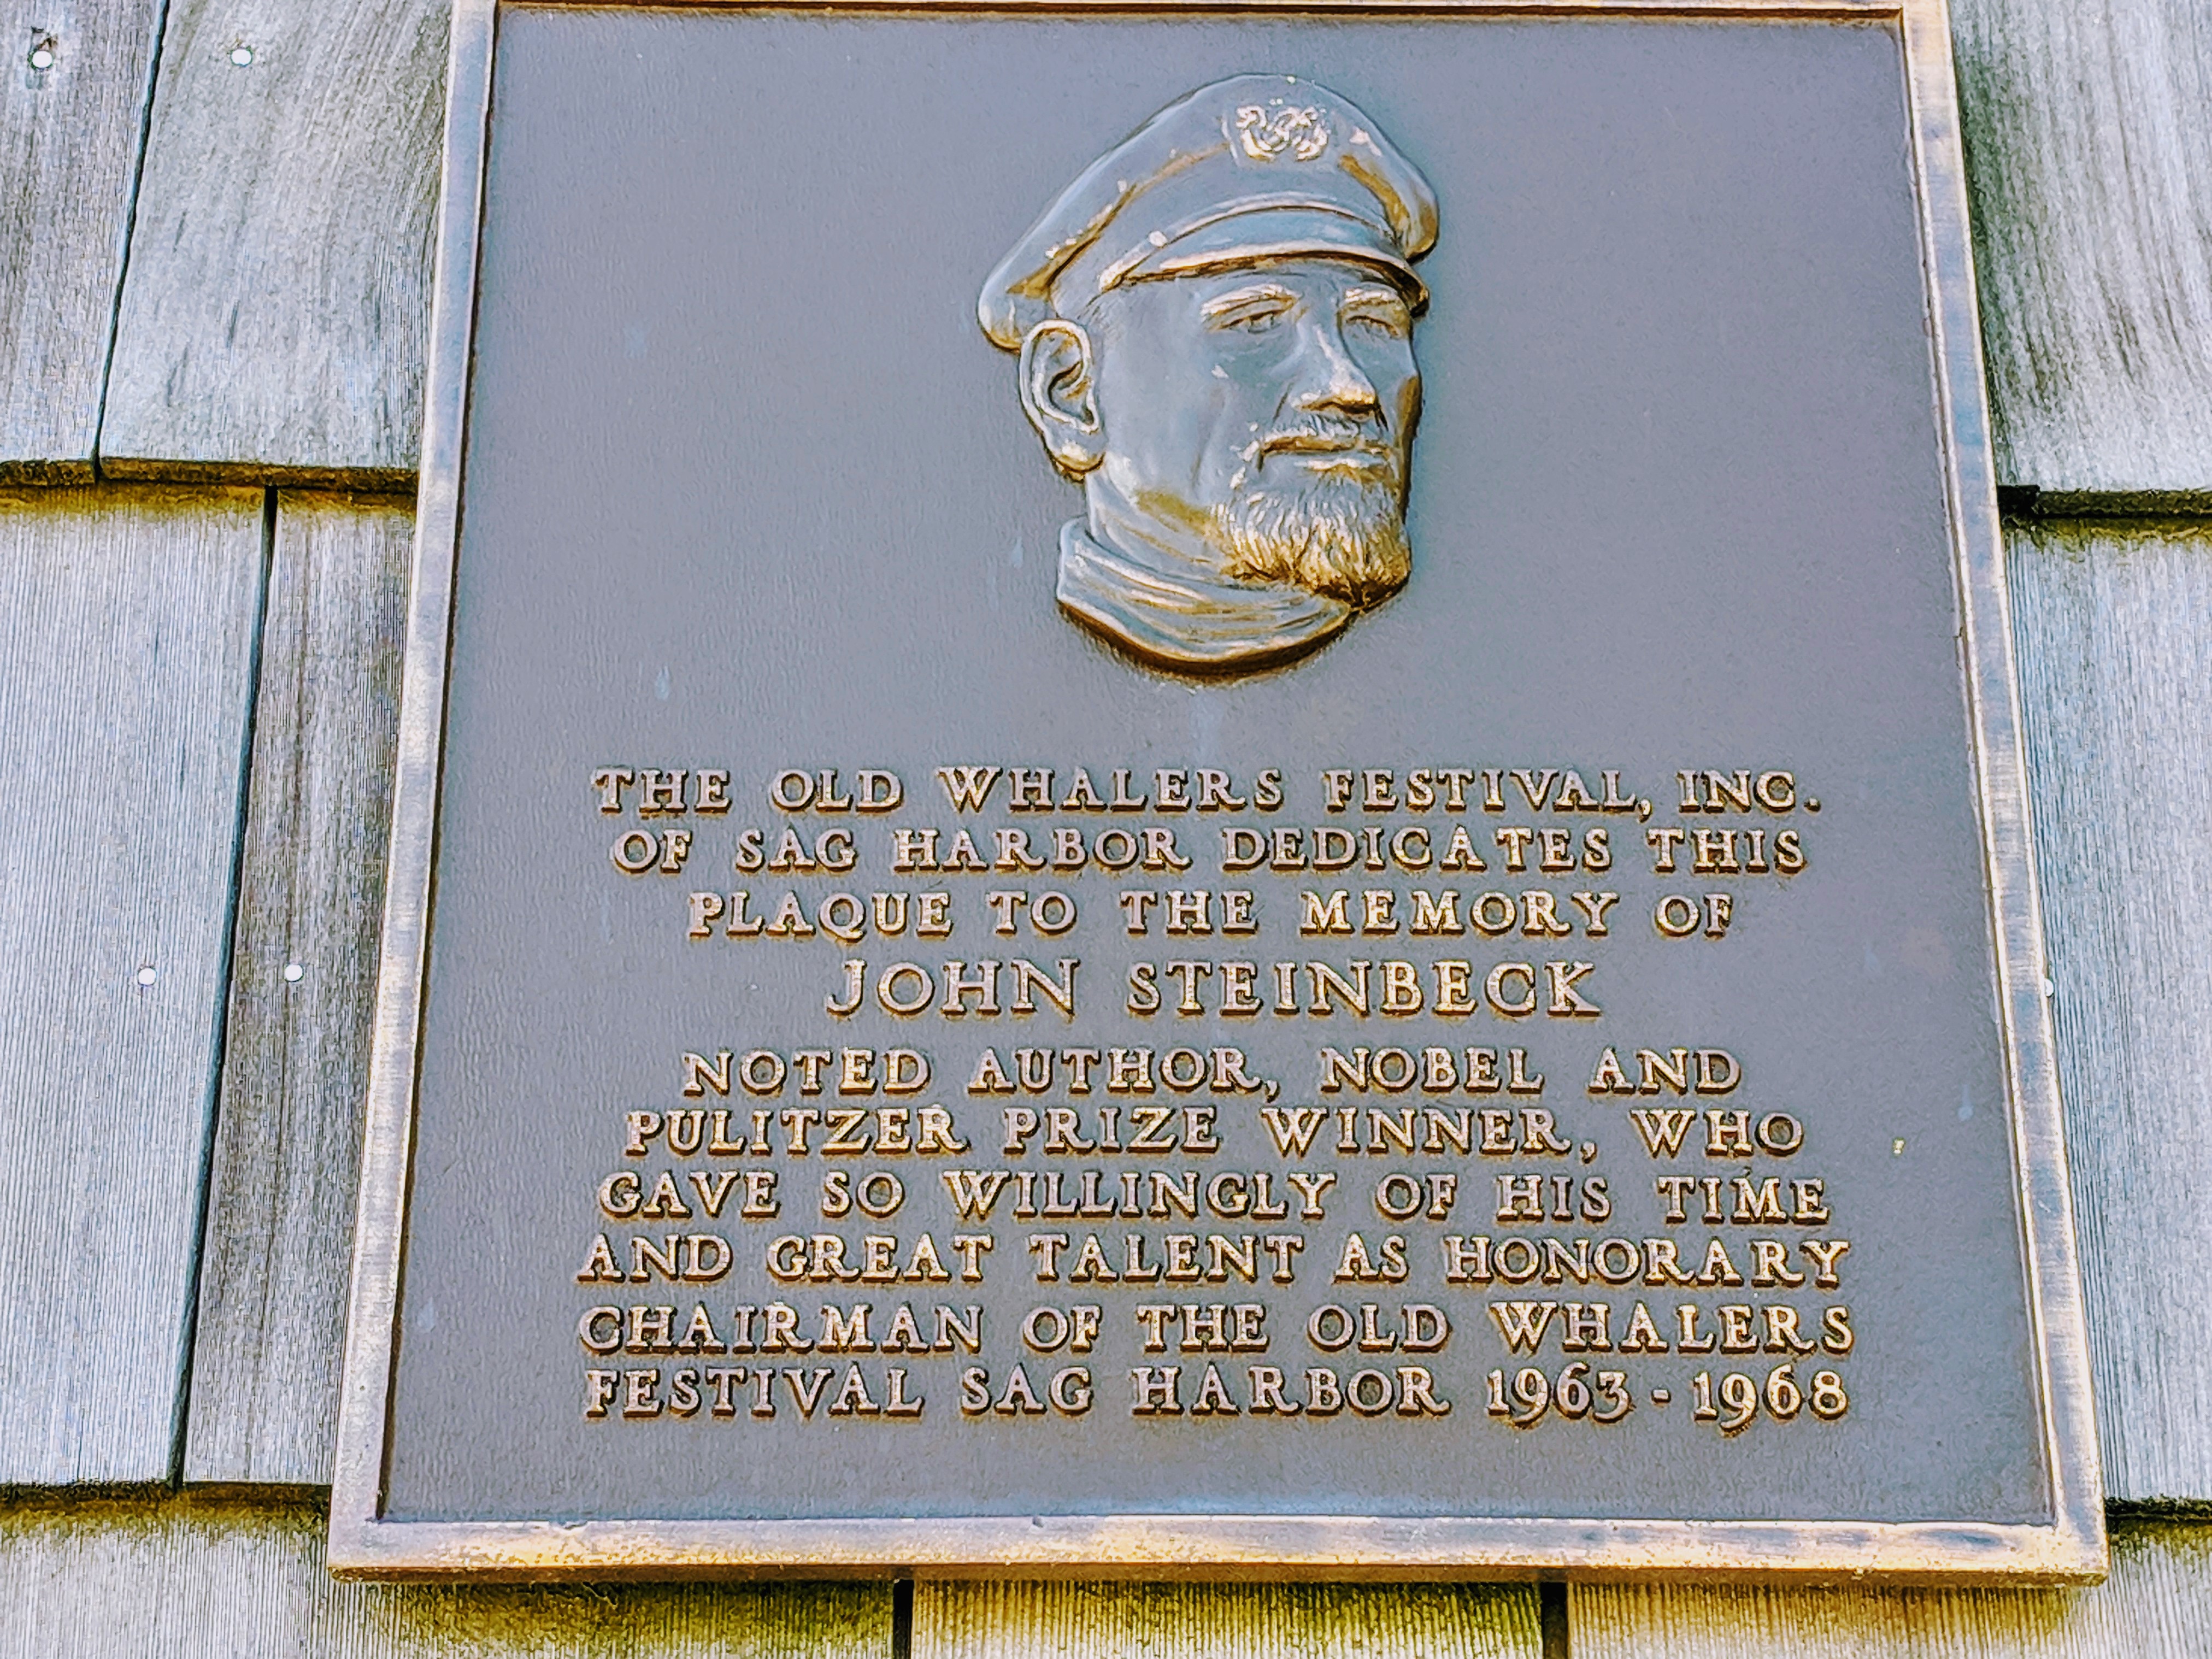 THE OLD WHALERS FESTIVAL, INC.
OF SAG HARBOR DEDICATES THIS
PLAQUE TO THE MEMORY OF
JOHN STEINBECK
NOTED AUTHOR, NOBEL AND
PULITZER PRIZE WINNER, WHO
GAVE SO WILLINGLY OF HIS TIME
AND GREAT TALENT AS HONORARY
CHAIRMAN OF THE OLD WHALERS
FESTIVAL SAG HARBOR 1963 - 1968